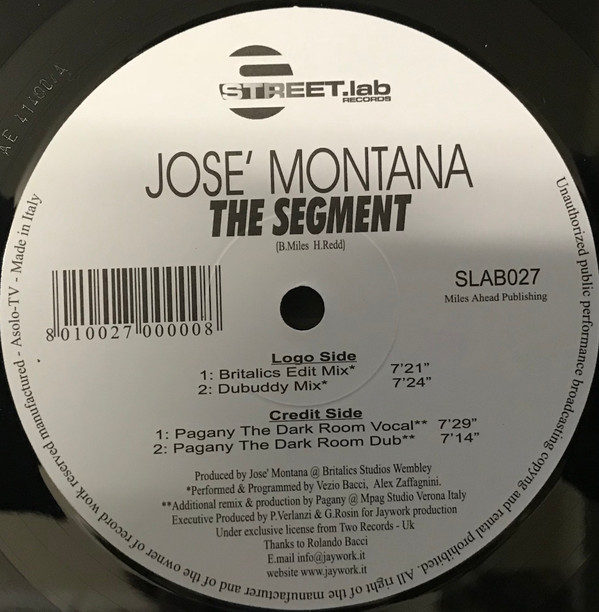 STREET.lab
RECORDS
JOSE' MONTANA
THE SEGMENT
(B.Miles H.Redd)
SLAB027
Miles Ahead Publishing
8 010027 000008
Logo Side
1: Britalics Edit Mix* 7'21"
2: Dubuddy Mix* 7'24"
Credit Side
1: Pagany The Dark Room Vocal** 7'29"
2: Pagany The Dark Room Dub** 7'14"
Produced by Jose' Montana @ Britalics Studios Wembley
*Performed & Programmed by Vezio Bacci, Alex Zaffagnini.
**Additional remix & production by Pagany @ Mpag Studio Verona Italy
Executive Produced by P.Verlanzi & G.Rosin for Jaywork production
Under exclusive license from Two Records - Uk
Thanks to Rolando Bacci
E.mail info@jaywork.it
website www.jaywork.it
Unauthorized public performance broadcasting copyng and rental prohibited. All right of the manufacturer and of the owner of record work reserved manufactured - Asolo-TV - Made in Italy
AE 41400 A